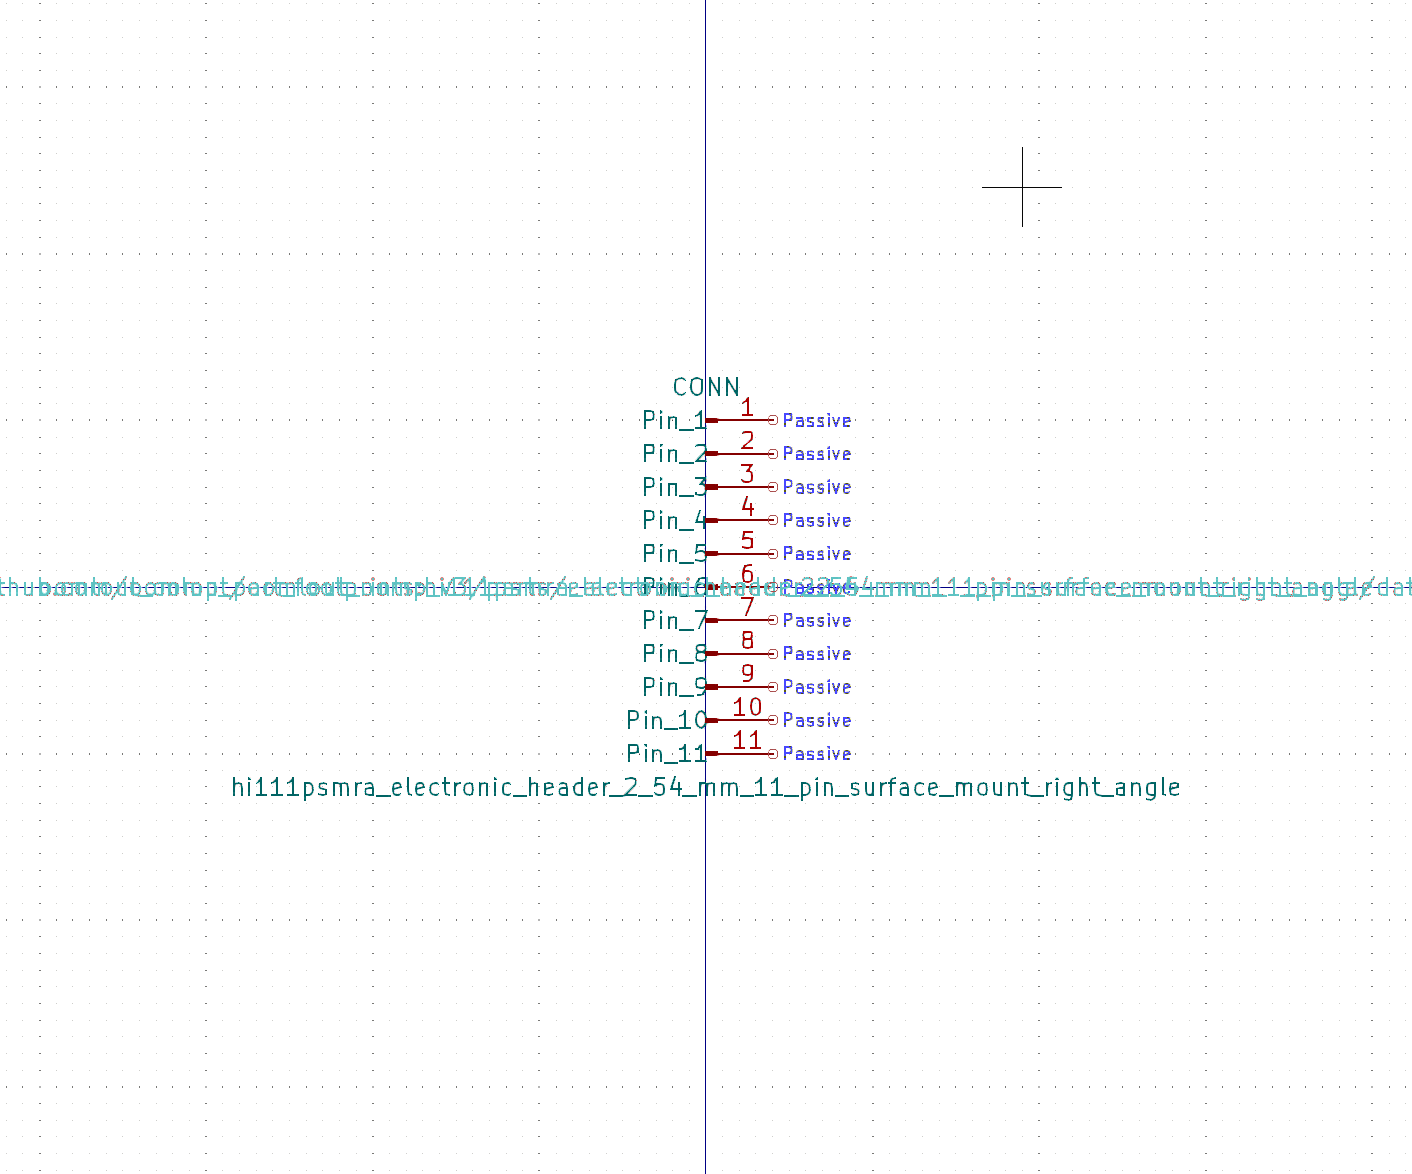 CONN
Pin_1 1 Passive
Pin_2 2 Passive
Pin_3 3 Passive
Pin_4 4 Passive
Pin_5 5 Passive
Pin_6 6 Passive
Pin_7 7 Passive
Pin_8 8 Passive
Pin_9 9 Passive
Pin_10 10 Passive
Pin_11 11 Passive
hi111psmra_electronic_header_2_54_mm_11_pin_surface_mount_right_angle